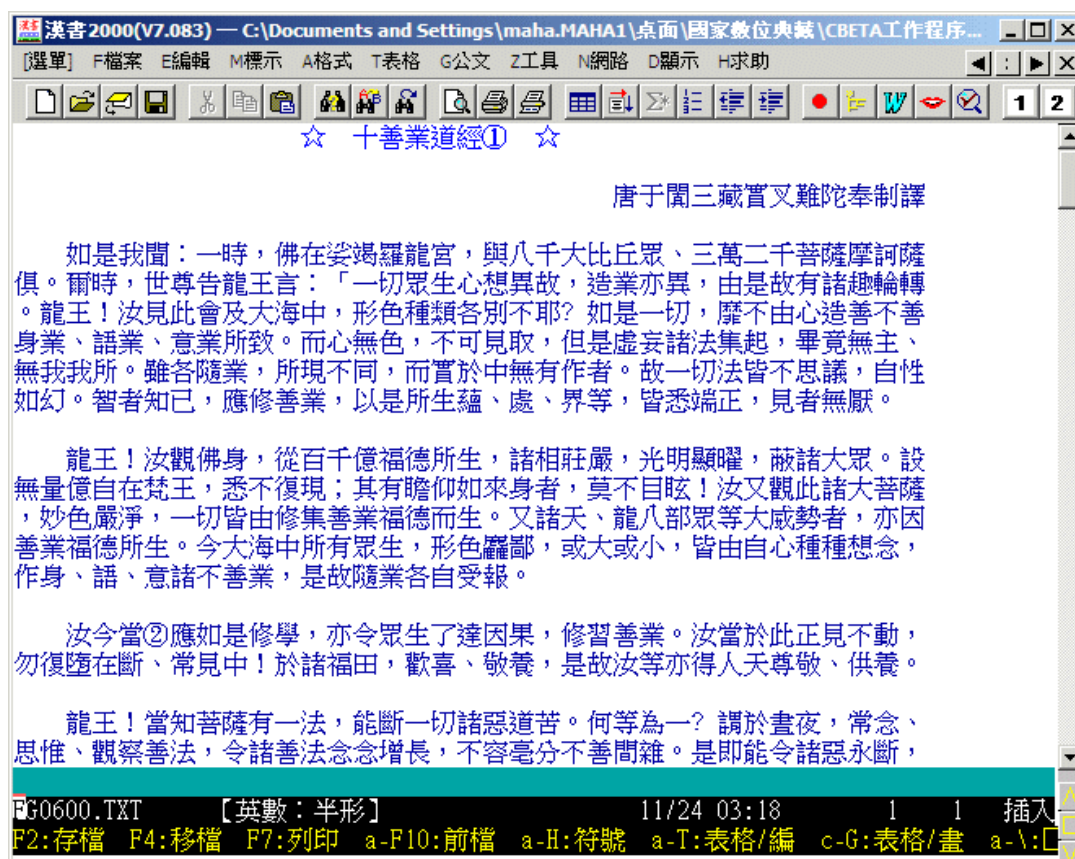 漢書2000(V7.083) — C:\Documents and Settings\maha.MAHA1\桌面\國家數位典藏\CBETA工作程序...
[選單] F檔案 E編輯 M標示 A格式 T表格 G公文 Z工具 N網路 D顯示 H求助
1 2
☆ 十善業道經① ☆
唐于闐三藏實叉難陀奉制譯
如是我聞：一時，佛在娑竭羅龍宮，與八千大比丘眾、三萬二千菩薩摩訶薩
俱。爾時，世尊告龍王言：「一切眾生心想異故，造業亦異，由是故有諸趣輪轉
。龍王！汝見此會及大海中，形色種類各別不耶? 如是一切，靡不由心造善不善
身業、語業、意業所致。而心無色，不可見取，但是虛妄諸法集起，畢竟無主、
無我我所。雖各隨業，所現不同，而實於中無有作者。故一切法皆不思議，自性
如幻。智者知已，應修善業，以是所生蘊、處、界等，皆悉端正，見者無厭。
龍王！汝觀佛身，從百千億福德所生，諸相莊嚴，光明顯曜，蔽諸大眾。設
無量億自在梵王，悉不復現；其有瞻仰如來身者，莫不目眩！汝又觀此諸大菩薩
，妙色嚴淨，一切皆由修集善業福德而生。又諸天、龍八部眾等大威勢者，亦因
善業福德所生。今大海中所有眾生，形色麤鄙，或大或小，皆由自心種種想念，
作身、語、意諸不善業，是故隨業各自受報。
汝今當②應如是修學，亦令眾生了達因果，修習善業。汝當於此正見不動，
勿復墮在斷、常見中！於諸福田，歡喜、敬養，是故汝等亦得人天尊敬、供養。
龍王！當知菩薩有一法，能斷一切諸惡道苦。何等為一? 謂於晝夜，常念、
思惟、觀察善法，令諸善法念念增長，不容毫分不善間雜。是即能令諸惡永斷，
FG0600.TXT 【英數：半形】 11/24 03:18 1 1 插入
F2:存檔 F4:移檔 F7:列印 a-F10:前檔 a-H:符號 a-T:表格/編 c-G:表格/畫 a-\: